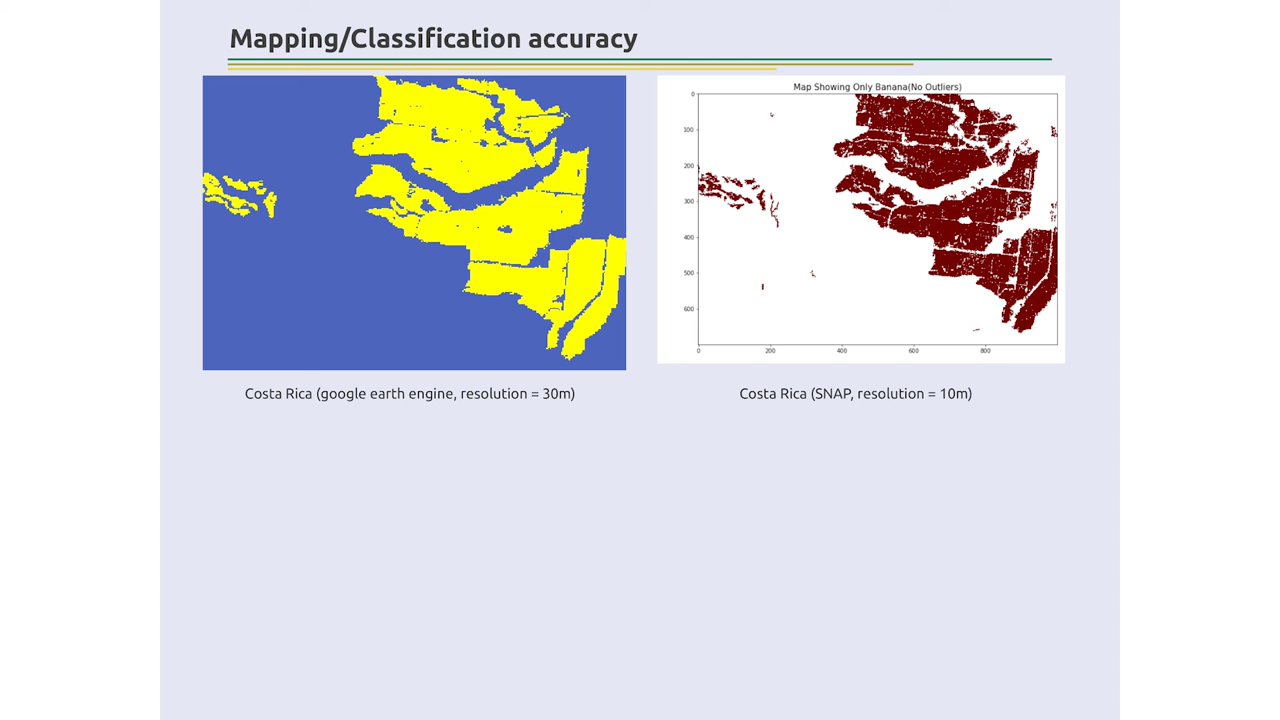 Mapping/Classification accuracy
Map Showing Only Banana(No Outliers)
0
100
200
300
400
500
600
0 200 400 600 800
Costa Rica (google earth engine, resolution = 30m)
Costa Rica (SNAP, resolution = 10m)